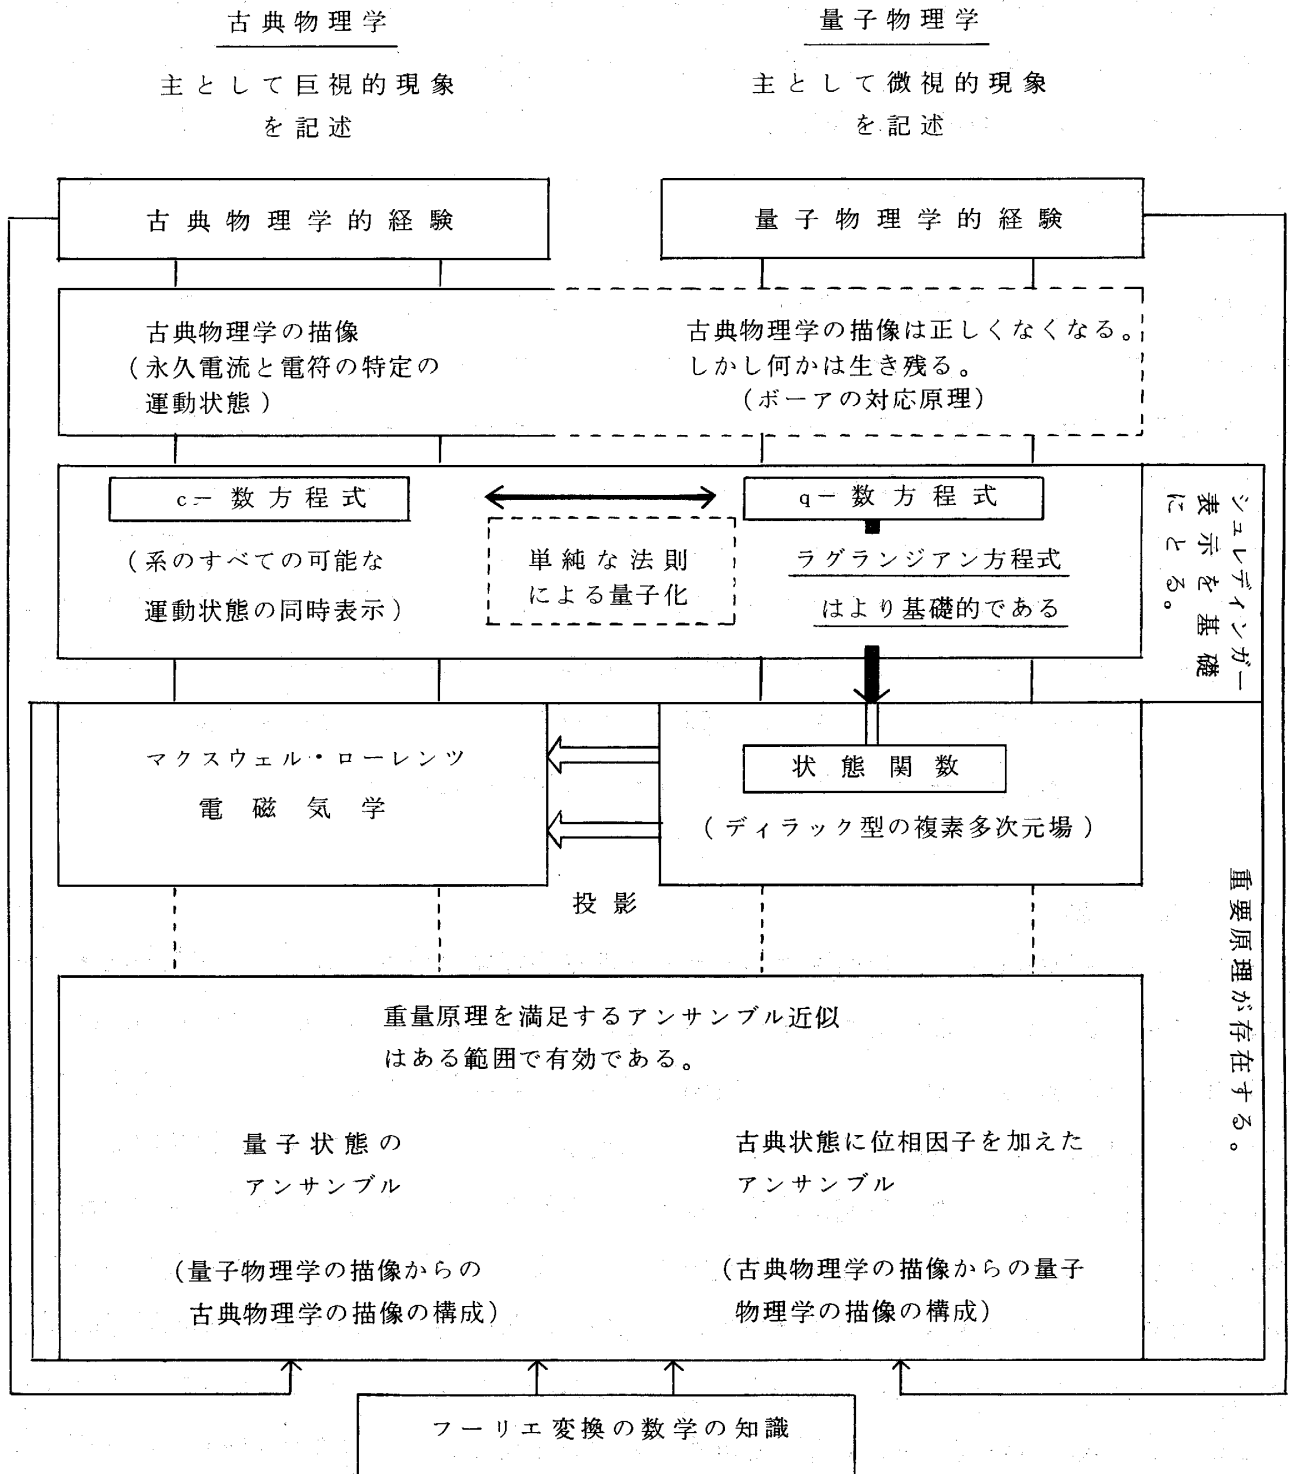 古典物理学
主として巨視的現象
を記述
量子物理学
主として微視的現象
を記述
古典物理学的経験
量子物理学的経験
古典物理学の描像
(永久電流と電符の特定の
運動状態)
古典物理学の描像は正しくなくなる。
しかし何かは生き残る。
(ボーアの対応原理)
c-数方程式
(系のすべての可能な
運動状態の同時表示)
単純な法則
による量子化
q-数方程式
ラグランジアン方程式
はより基礎的である
シュレディンガー
表示を基礎
にとる。
マクスウェル・ローレンツ
電磁気学
投影
状態関数
(ディラック型の複素多次元場)
重要原理が存在する。
重量原理を満足するアンサンブル近似
はある範囲で有効である。
量子状態の
アンサンブル
(量子物理学の描像からの
古典物理学の描像の構成)
古典状態に位相因子を加えた
アンサンブル
(古典物理学の描像からの量子
物理学の描像の構成)
フーリエ変換の数学の知識